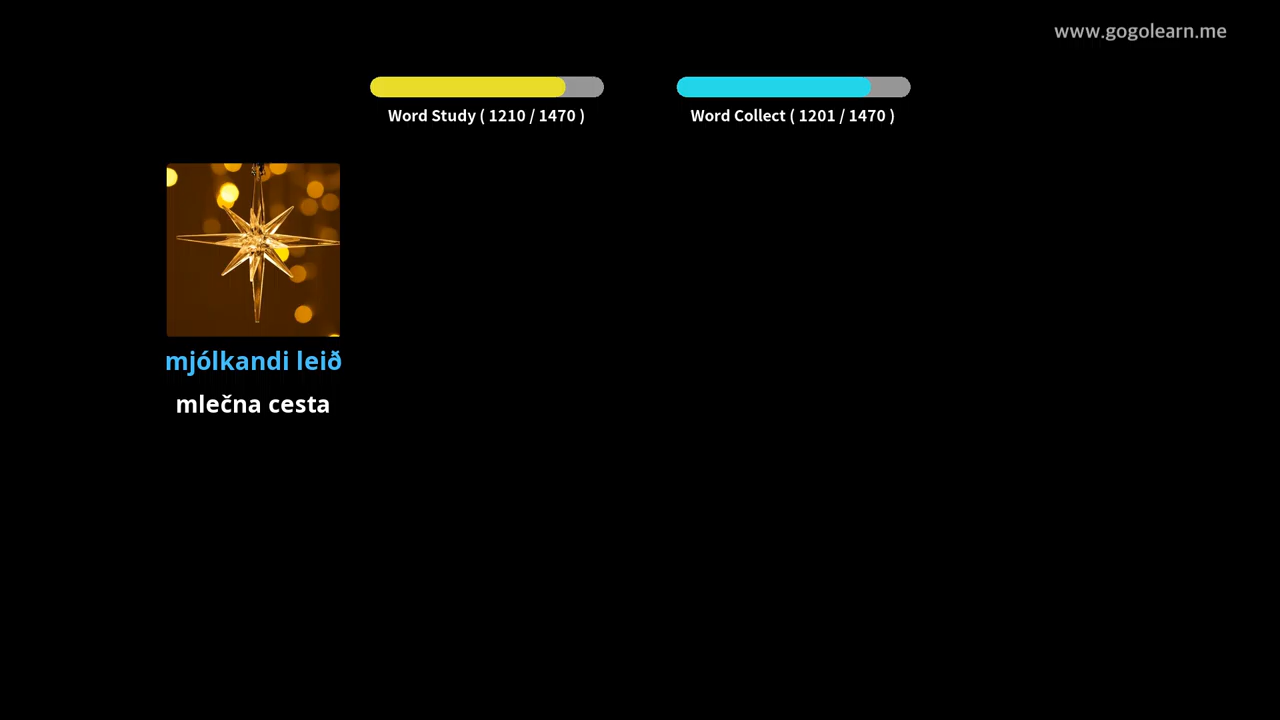 www.gogolearn.me
Word Study ( 1210 / 1470 )
Word Collect ( 1201 / 1470 )
mjólkandi leið
mlečna cesta